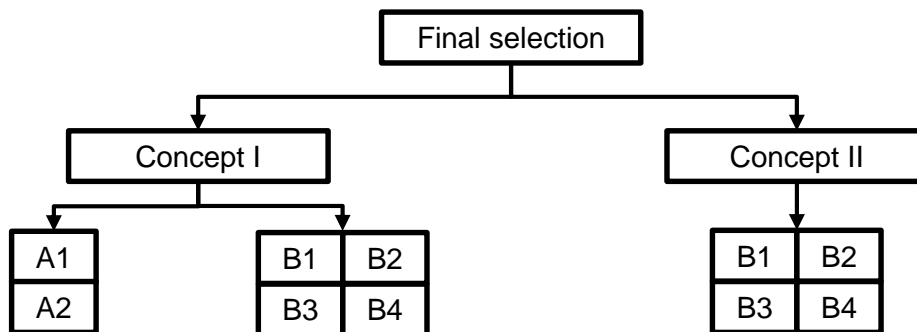 Final selection
Concept I
Concept II
A1
B1 B2
B1 B2
A2
B3 B4
B3 B4